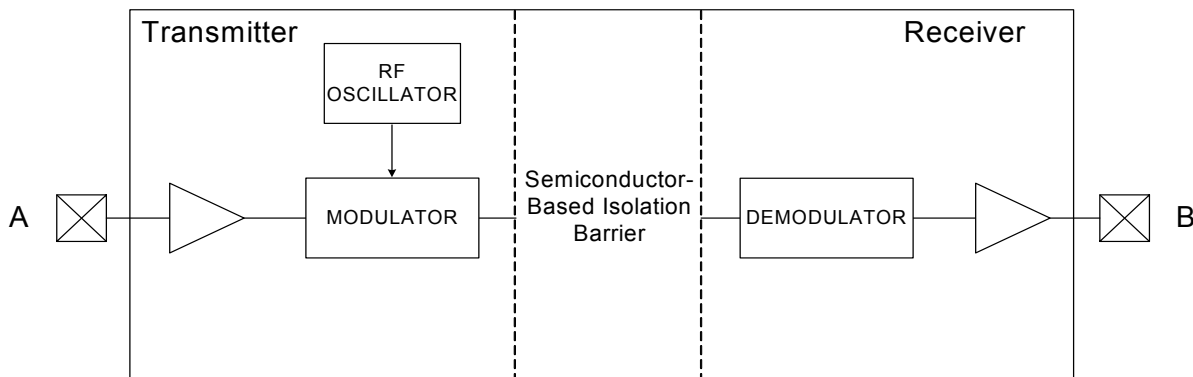 Transmitter
Receiver
RF
OSCILLATOR
A
MODULATOR
Semiconductor-
Based Isolation
Barrier
DEMODULATOR
B